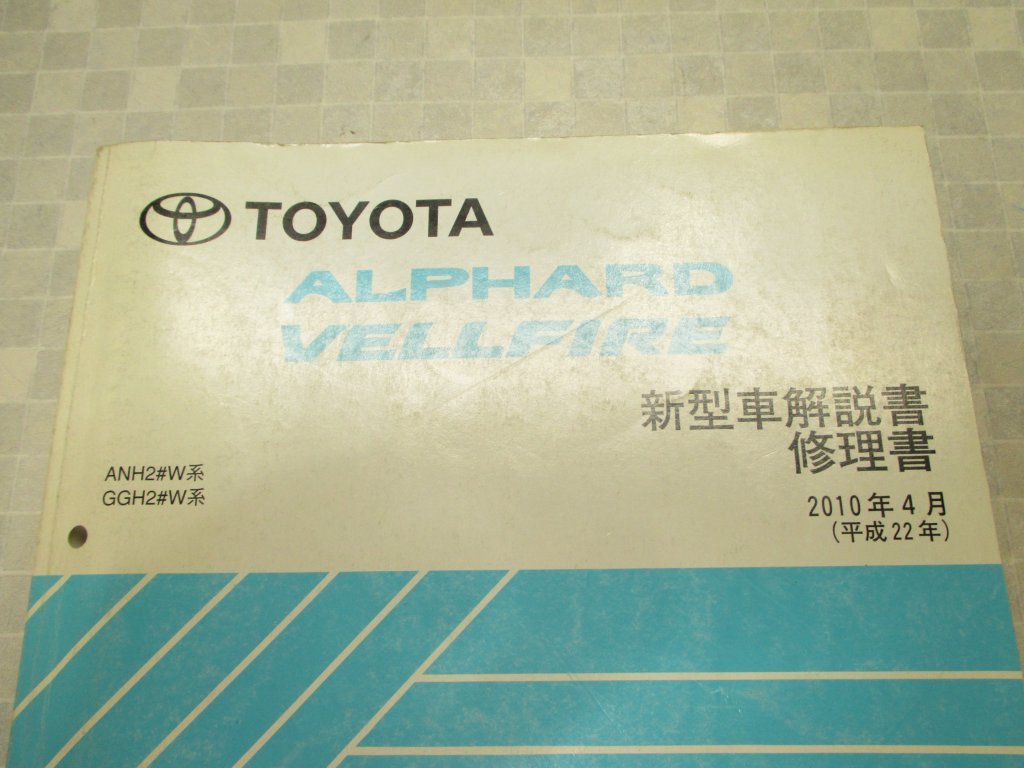 TOYOTA
ALPHARD
VELLFIRE
新型車解説書
修理書
ANH2#W系
GGH2#W系
2010年4月
(平成22年)